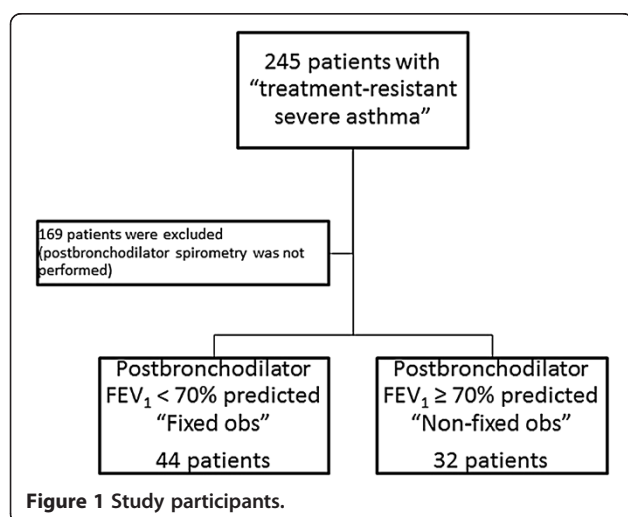 245 patients with
“treatment-resistant
severe asthma”
169 patients were excluded
(postbronchodilator spirometry was not
performed)
Postbronchodilator
FEV₁ < 70% predicted
“Fixed obs”
44 patients
Postbronchodilator
FEV₁ ≥ 70% predicted
“Non-fixed obs”
32 patients
Figure 1 Study participants.